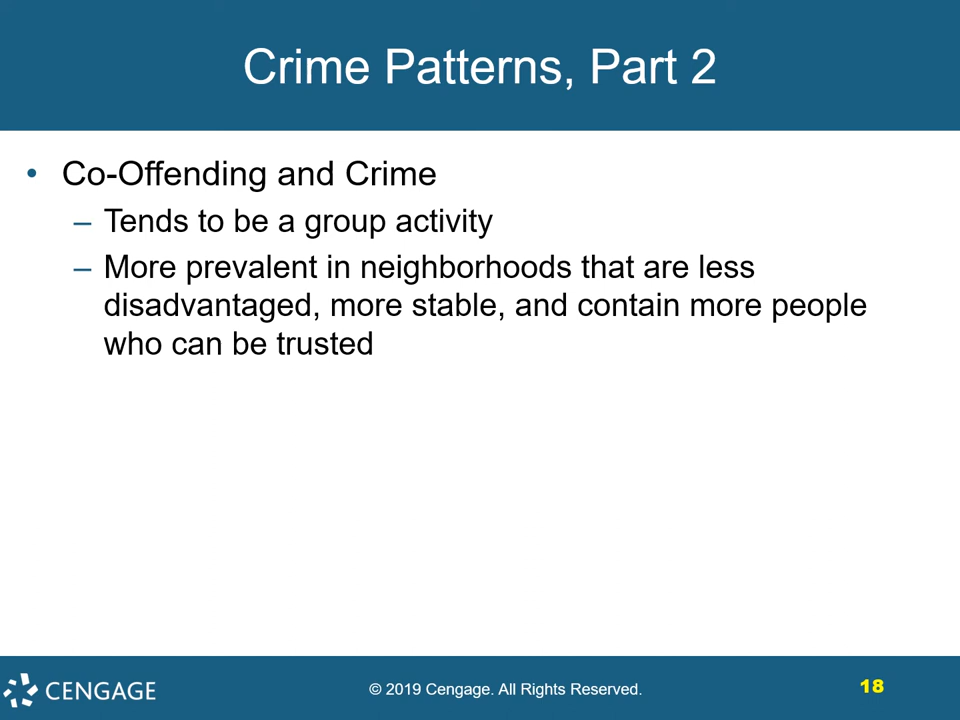 Crime Patterns, Part 2
• Co-Offending and Crime
– Tends to be a group activity
– More prevalent in neighborhoods that are less
disadvantaged, more stable, and contain more people
who can be trusted
CENGAGE
© 2019 Cengage. All Rights Reserved.
18